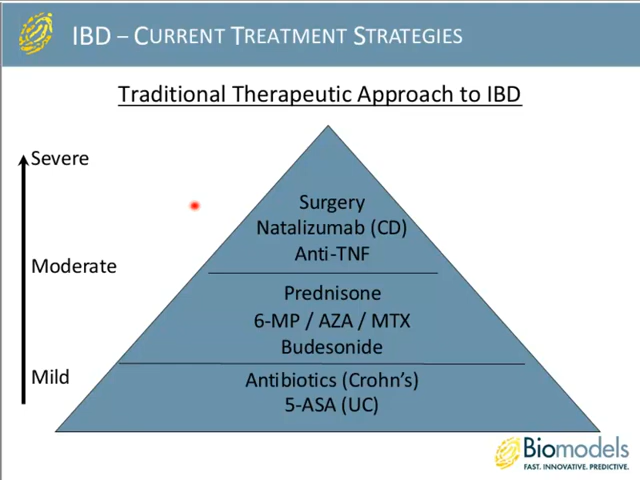 IBD – CURRENT TREATMENT STRATEGIES
Traditional Therapeutic Approach to IBD
Severe
Moderate
Mild
Surgery
Natalizumab (CD)
Anti-TNF
Prednisone
6-MP / AZA / MTX
Budesonide
Antibiotics (Crohn's)
5-ASA (UC)
Biomodels
FAST. INNOVATIVE. PREDICTIVE.